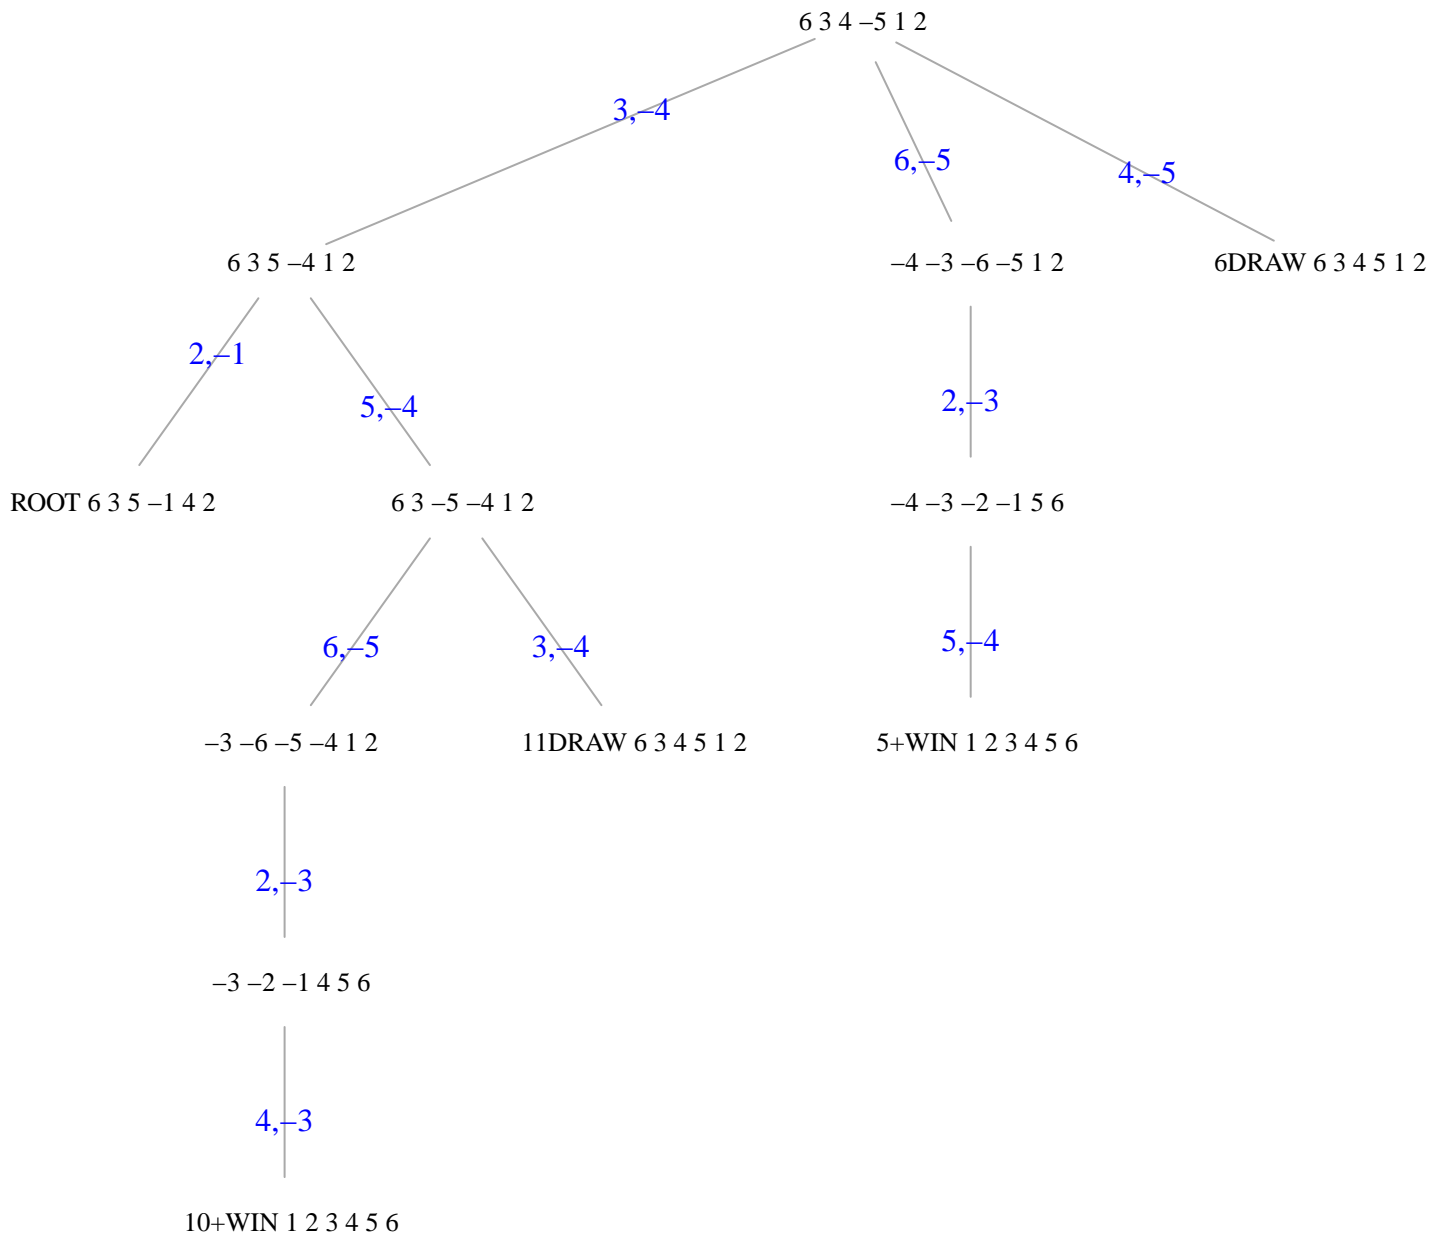 6 3 4 –5 1 2
3,–4
6,–5
4,–5
6 3 5 –4 1 2
–4 –3 –6 –5 1 2
6DRAW 6 3 4 5 1 2
2,–1
5,–4
2,–3
ROOT 6 3 5 –1 4 2
6 3 –5 –4 1 2
–4 –3 –2 –1 5 6
6,–5
3,–4
5,–4
–3 –6 –5 –4 1 2
11DRAW 6 3 4 5 1 2
5+WIN 1 2 3 4 5 6
2,–3
–3 –2 –1 4 5 6
4,–3
10+WIN 1 2 3 4 5 6